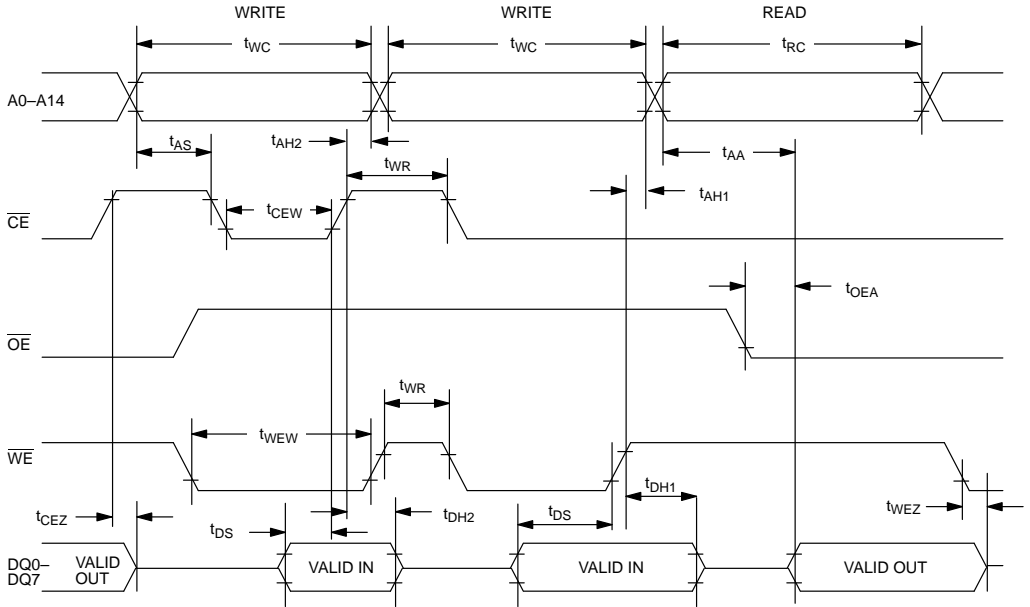 WRITE WRITE READ
tWC tWC tRC
A0–A14
tAS tAH2 tWR tAA
tAH1
CE tCEW
tOEA
OE
tWR
tWEW
WE
tDH1
tWEZ
tCEZ tDS tDH2 tDS
DQ0– VALID VALID IN VALID IN VALID OUT
DQ7 OUT